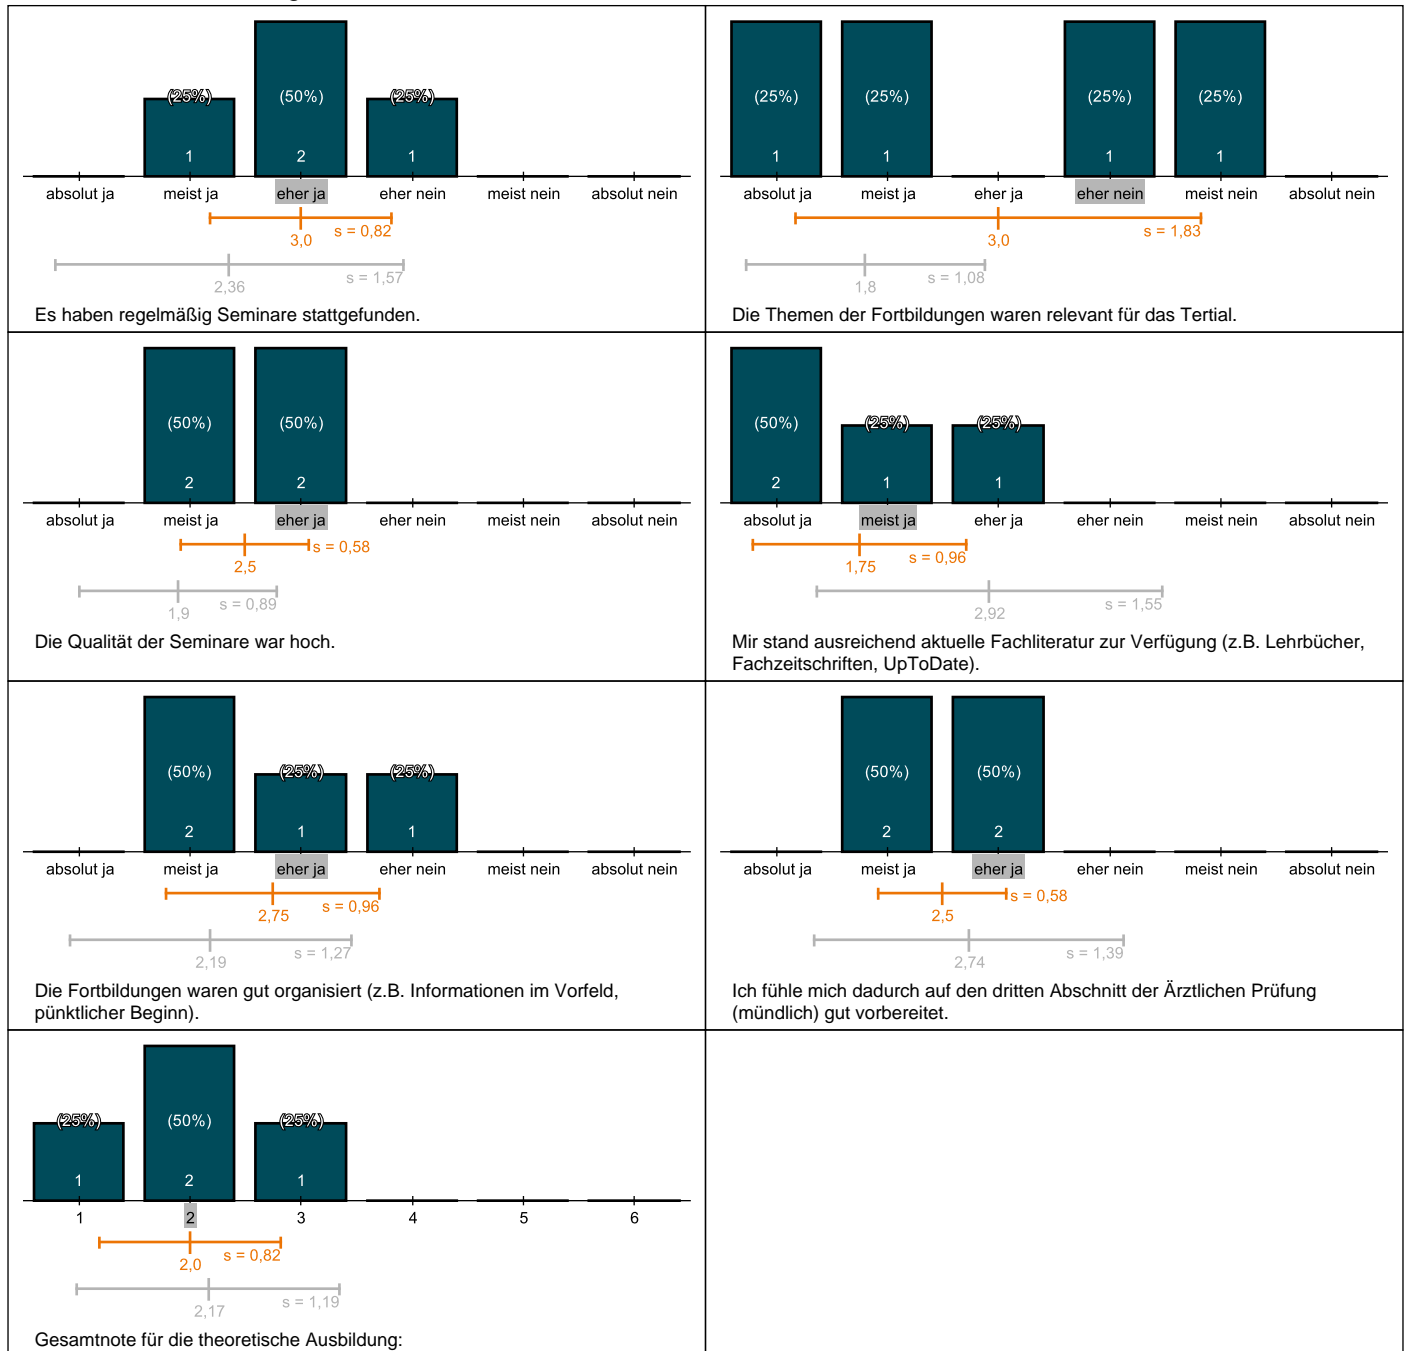 (25%) (50%) (25%)
1 2 1
absolut ja meist ja eher ja eher nein meist nein absolut nein
3,0 s = 0,82
2,36 s = 1,57
Es haben regelmäßig Seminare stattgefunden.
(25%) (25%) (25%) (25%)
1 1 1 1
absolut ja meist ja eher ja eher nein meist nein absolut nein
3,0 s = 1,83
1,8 s = 1,08
Die Themen der Fortbildungen waren relevant für das Tertial.
(50%) (50%)
2 2
absolut ja meist ja eher ja eher nein meist nein absolut nein
2,5 s = 0,58
1,9 s = 0,89
Die Qualität der Seminare war hoch.
(50%) (25%) (25%)
2 1 1
absolut ja meist ja eher ja eher nein meist nein absolut nein
1,75 s = 0,96
2,92 s = 1,55
Mir stand ausreichend aktuelle Fachliteratur zur Verfügung (z.B. Lehrbücher,
Fachzeitschriften, UpToDate).
(50%) (25%) (25%)
2 1 1
absolut ja meist ja eher ja eher nein meist nein absolut nein
2,75 s = 0,96
2,19 s = 1,27
Die Fortbildungen waren gut organisiert (z.B. Informationen im Vorfeld,
pünktlicher Beginn).
(50%) (50%)
2 2
absolut ja meist ja eher ja eher nein meist nein absolut nein
2,5 s = 0,58
2,74 s = 1,39
Ich fühle mich dadurch auf den dritten Abschnitt der Ärztlichen Prüfung
(mündlich) gut vorbereitet.
(25%) (50%) (25%)
1 2 1
1 2 3 4 5 6
2,0 s = 0,82
2,17 s = 1,19
Gesamtnote für die theoretische Ausbildung: